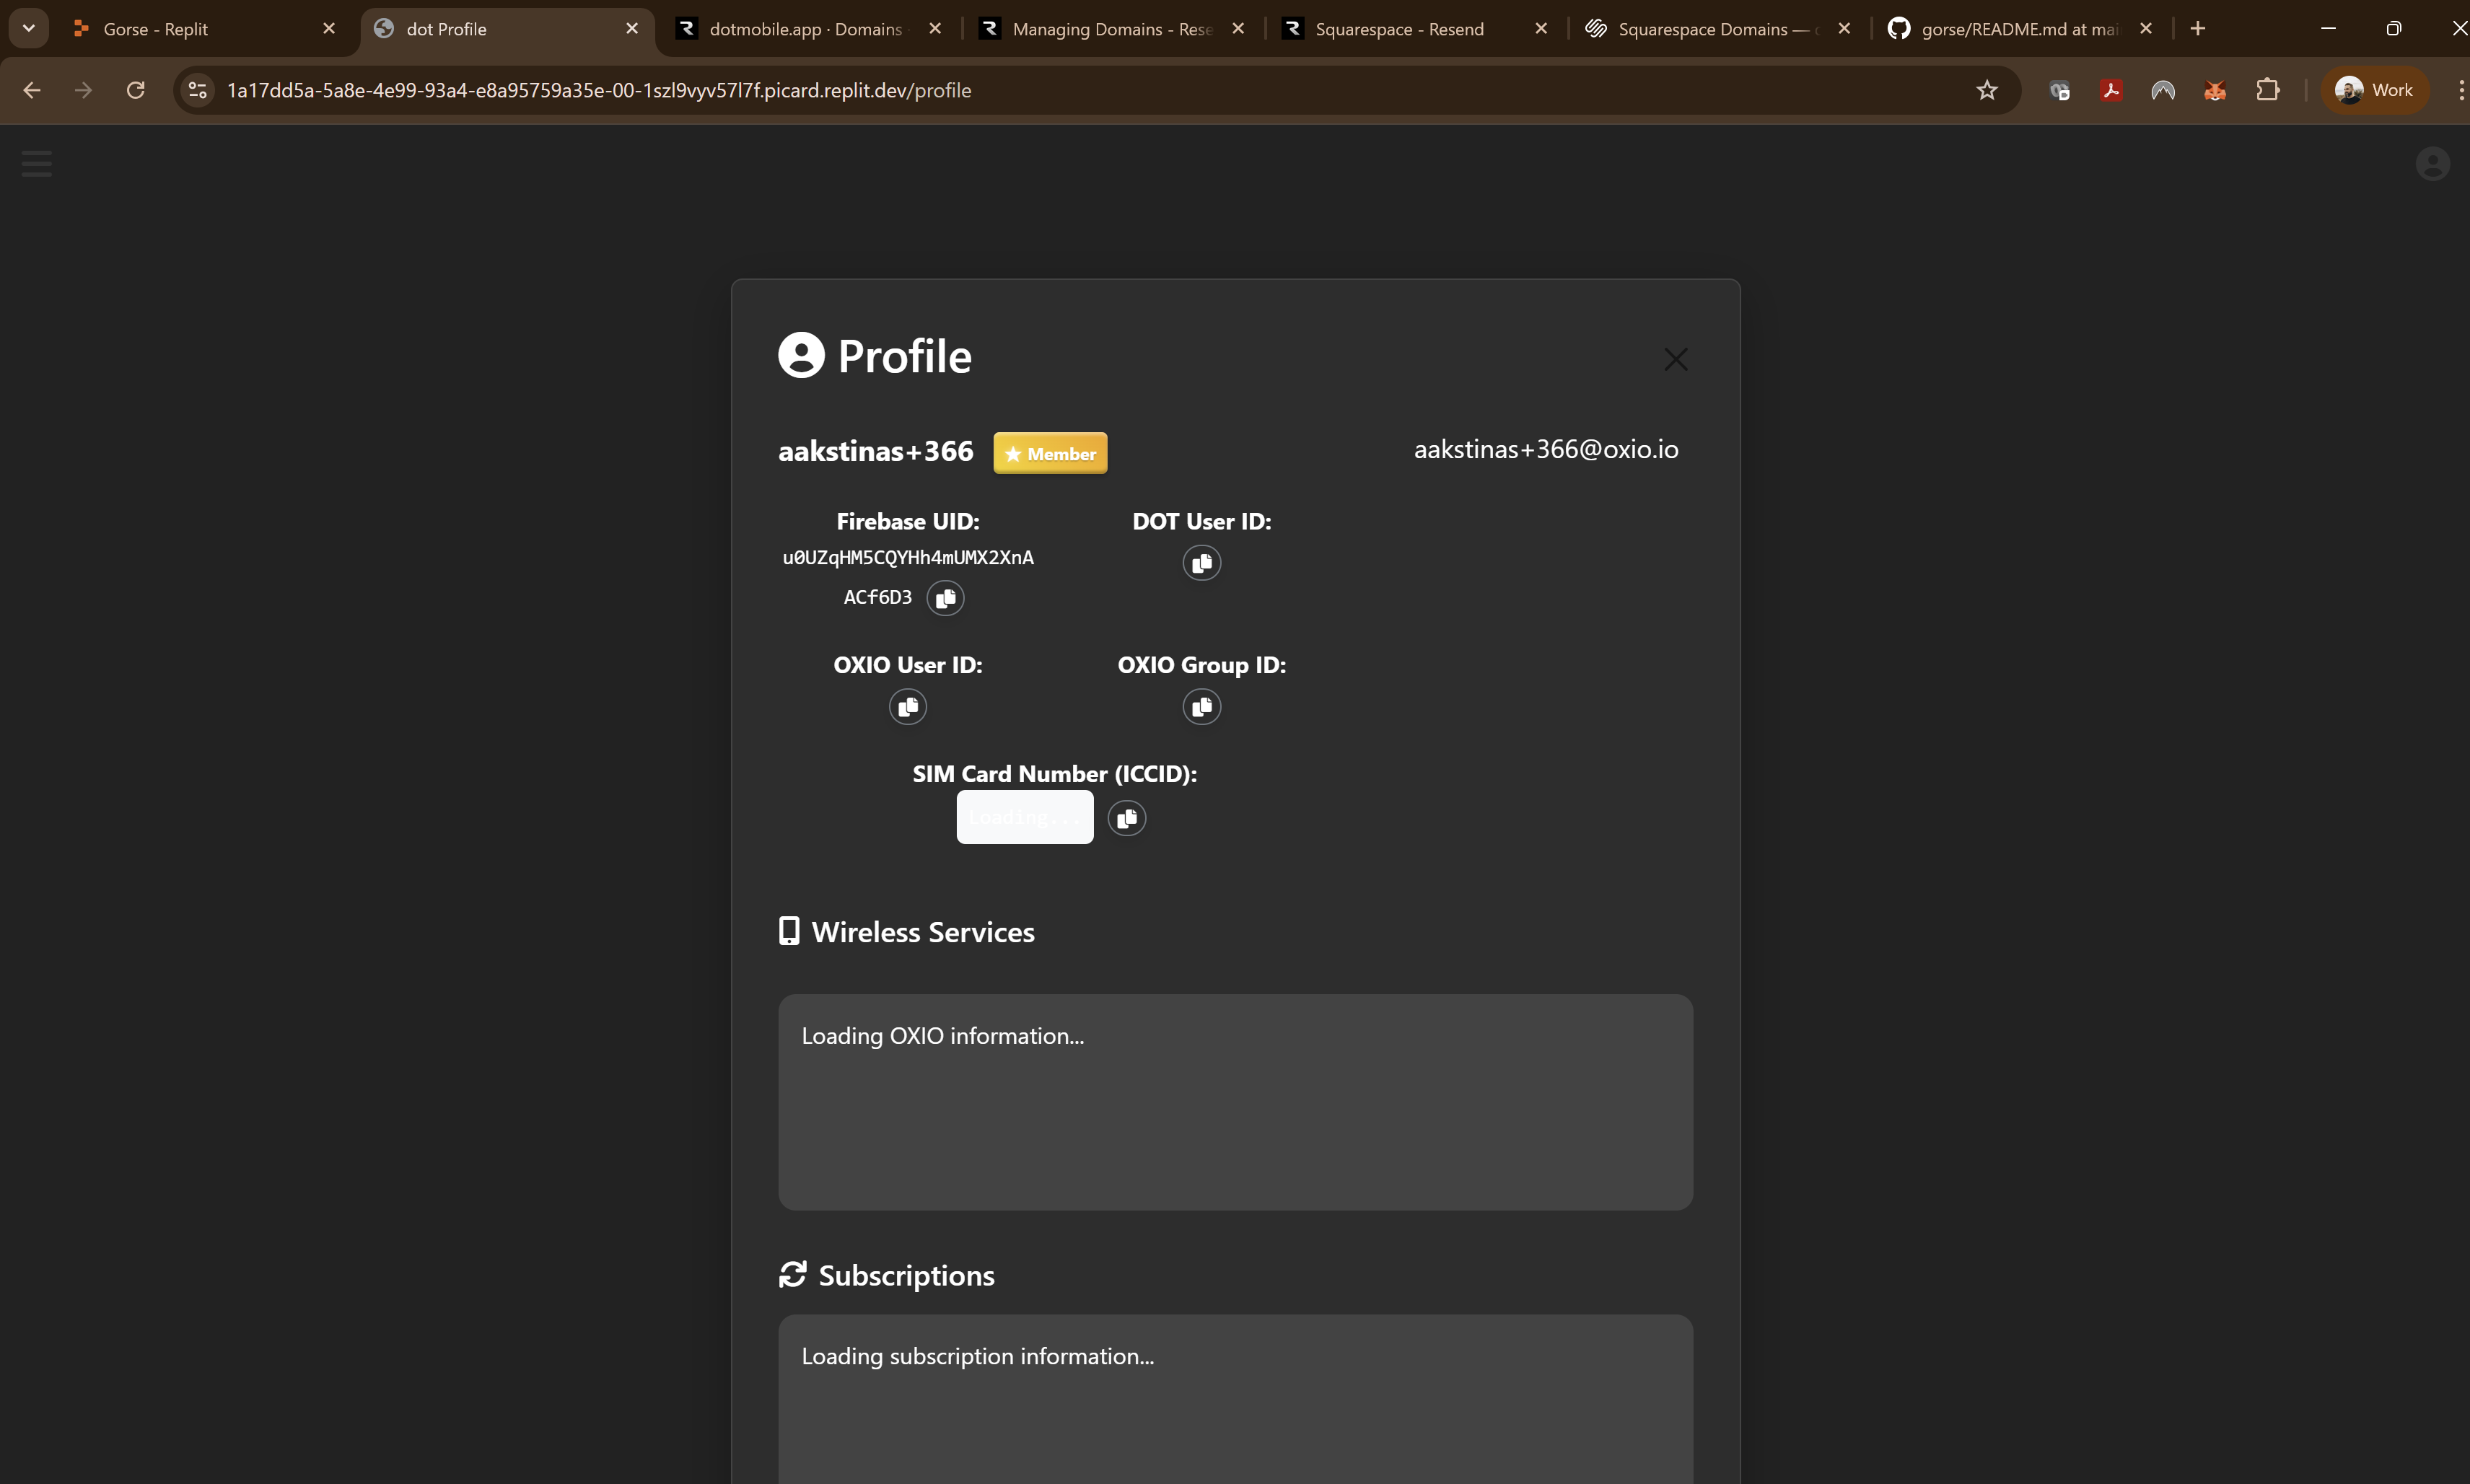 Gorse - Replit
dot Profile
dotmobile.app · Domains
Managing Domains - Rese
Squarespace - Resend
Squarespace Domains —
gorse/README.md at mai
1a17dd5a-5a8e-4e99-93a4-e8a95759a35e-00-1szl9vyv57l7f.picard.replit.dev/profile
Work
Profile
aakstinas+366
Member
aakstinas+366@oxio.io
Firebase UID:
DOT User ID:
u0UZqHM5CQYHh4mUMX2XnA
ACf6D3
OXIO User ID:
OXIO Group ID:
SIM Card Number (ICCID):
Loading...
Wireless Services
Loading OXIO information...
Subscriptions
Loading subscription information...